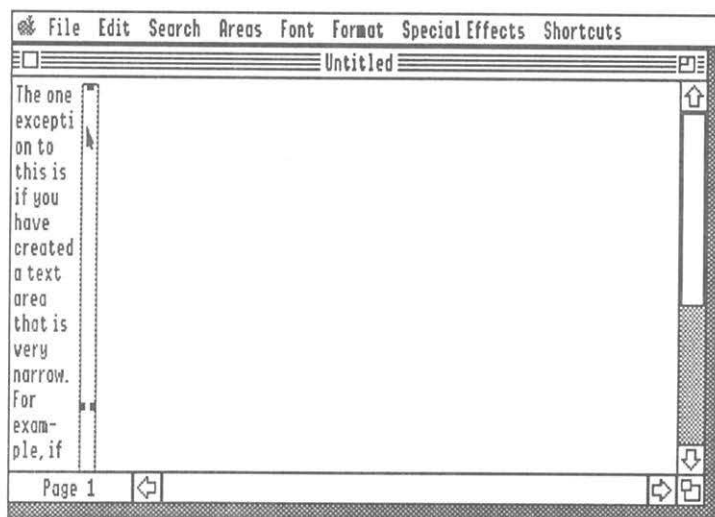 File Edit Search Areas Font Format Special Effects Shortcuts
Untitled
The one
excepti
on to
this is
if you
have
created
a text
area
that is
very
narrow.
For
exam-
ple, if
Page 1